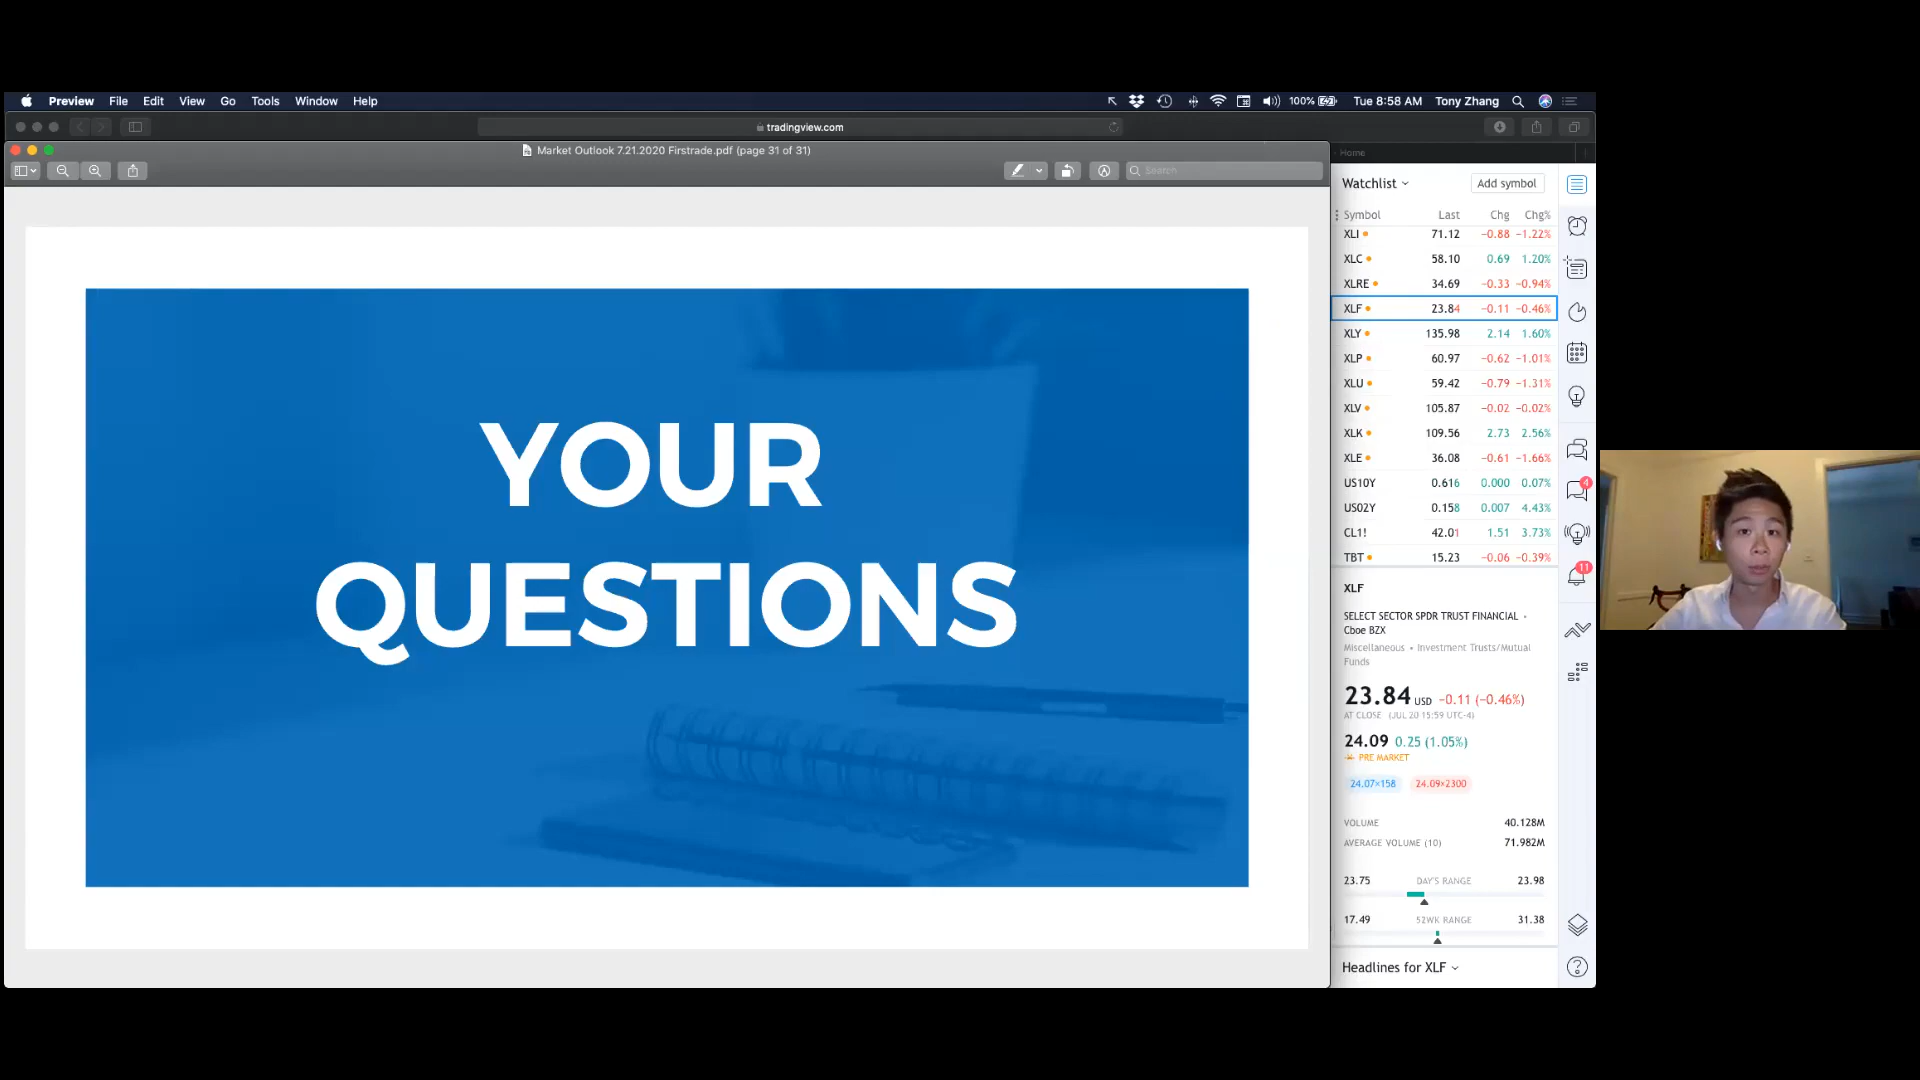 Preview File Edit View Go Tools Window Help
100% Tue 8:58 AM Tony Zhang
tradingview.com
Market Outlook 7.21.2020 Firstrade.pdf (page 31 of 31)
Search
Home
YOUR
QUESTIONS
Watchlist Add symbol
Symbol Last Chg Chg%
XLI 71.12 −0.88 −1.22%
XLC 58.10 0.69 1.20%
XLRE 34.69 −0.33 −0.94%
XLF 23.84 −0.11 −0.46%
XLY 135.98 2.14 1.60%
XLP 60.97 −0.62 −1.01%
XLU 59.42 −0.79 −1.31%
XLV 105.87 −0.02 −0.02%
XLK 109.56 2.73 2.56%
XLE 36.08 −0.61 −1.66%
US10Y 0.616 0.000 0.07%
US02Y 0.158 0.007 4.43%
CL1! 42.01 1.51 3.73%
TBT 15.23 −0.06 −0.39%
XLF
SELECT SECTOR SPDR TRUST FINANCIAL •
Cboe BZX
Miscellaneous • Investment Trusts/Mutual
Funds
23.84 USD −0.11 (−0.46%)
AT CLOSE (JUL 20 15:59 UTC-4)
24.09 0.25 (1.05%)
PRE MARKET
24.07×158 24.09×2300
VOLUME 40.128M
AVERAGE VOLUME (10) 71.982M
23.75 DAY'S RANGE 23.98
17.49 52WK RANGE 31.38
Headlines for XLF
4
11